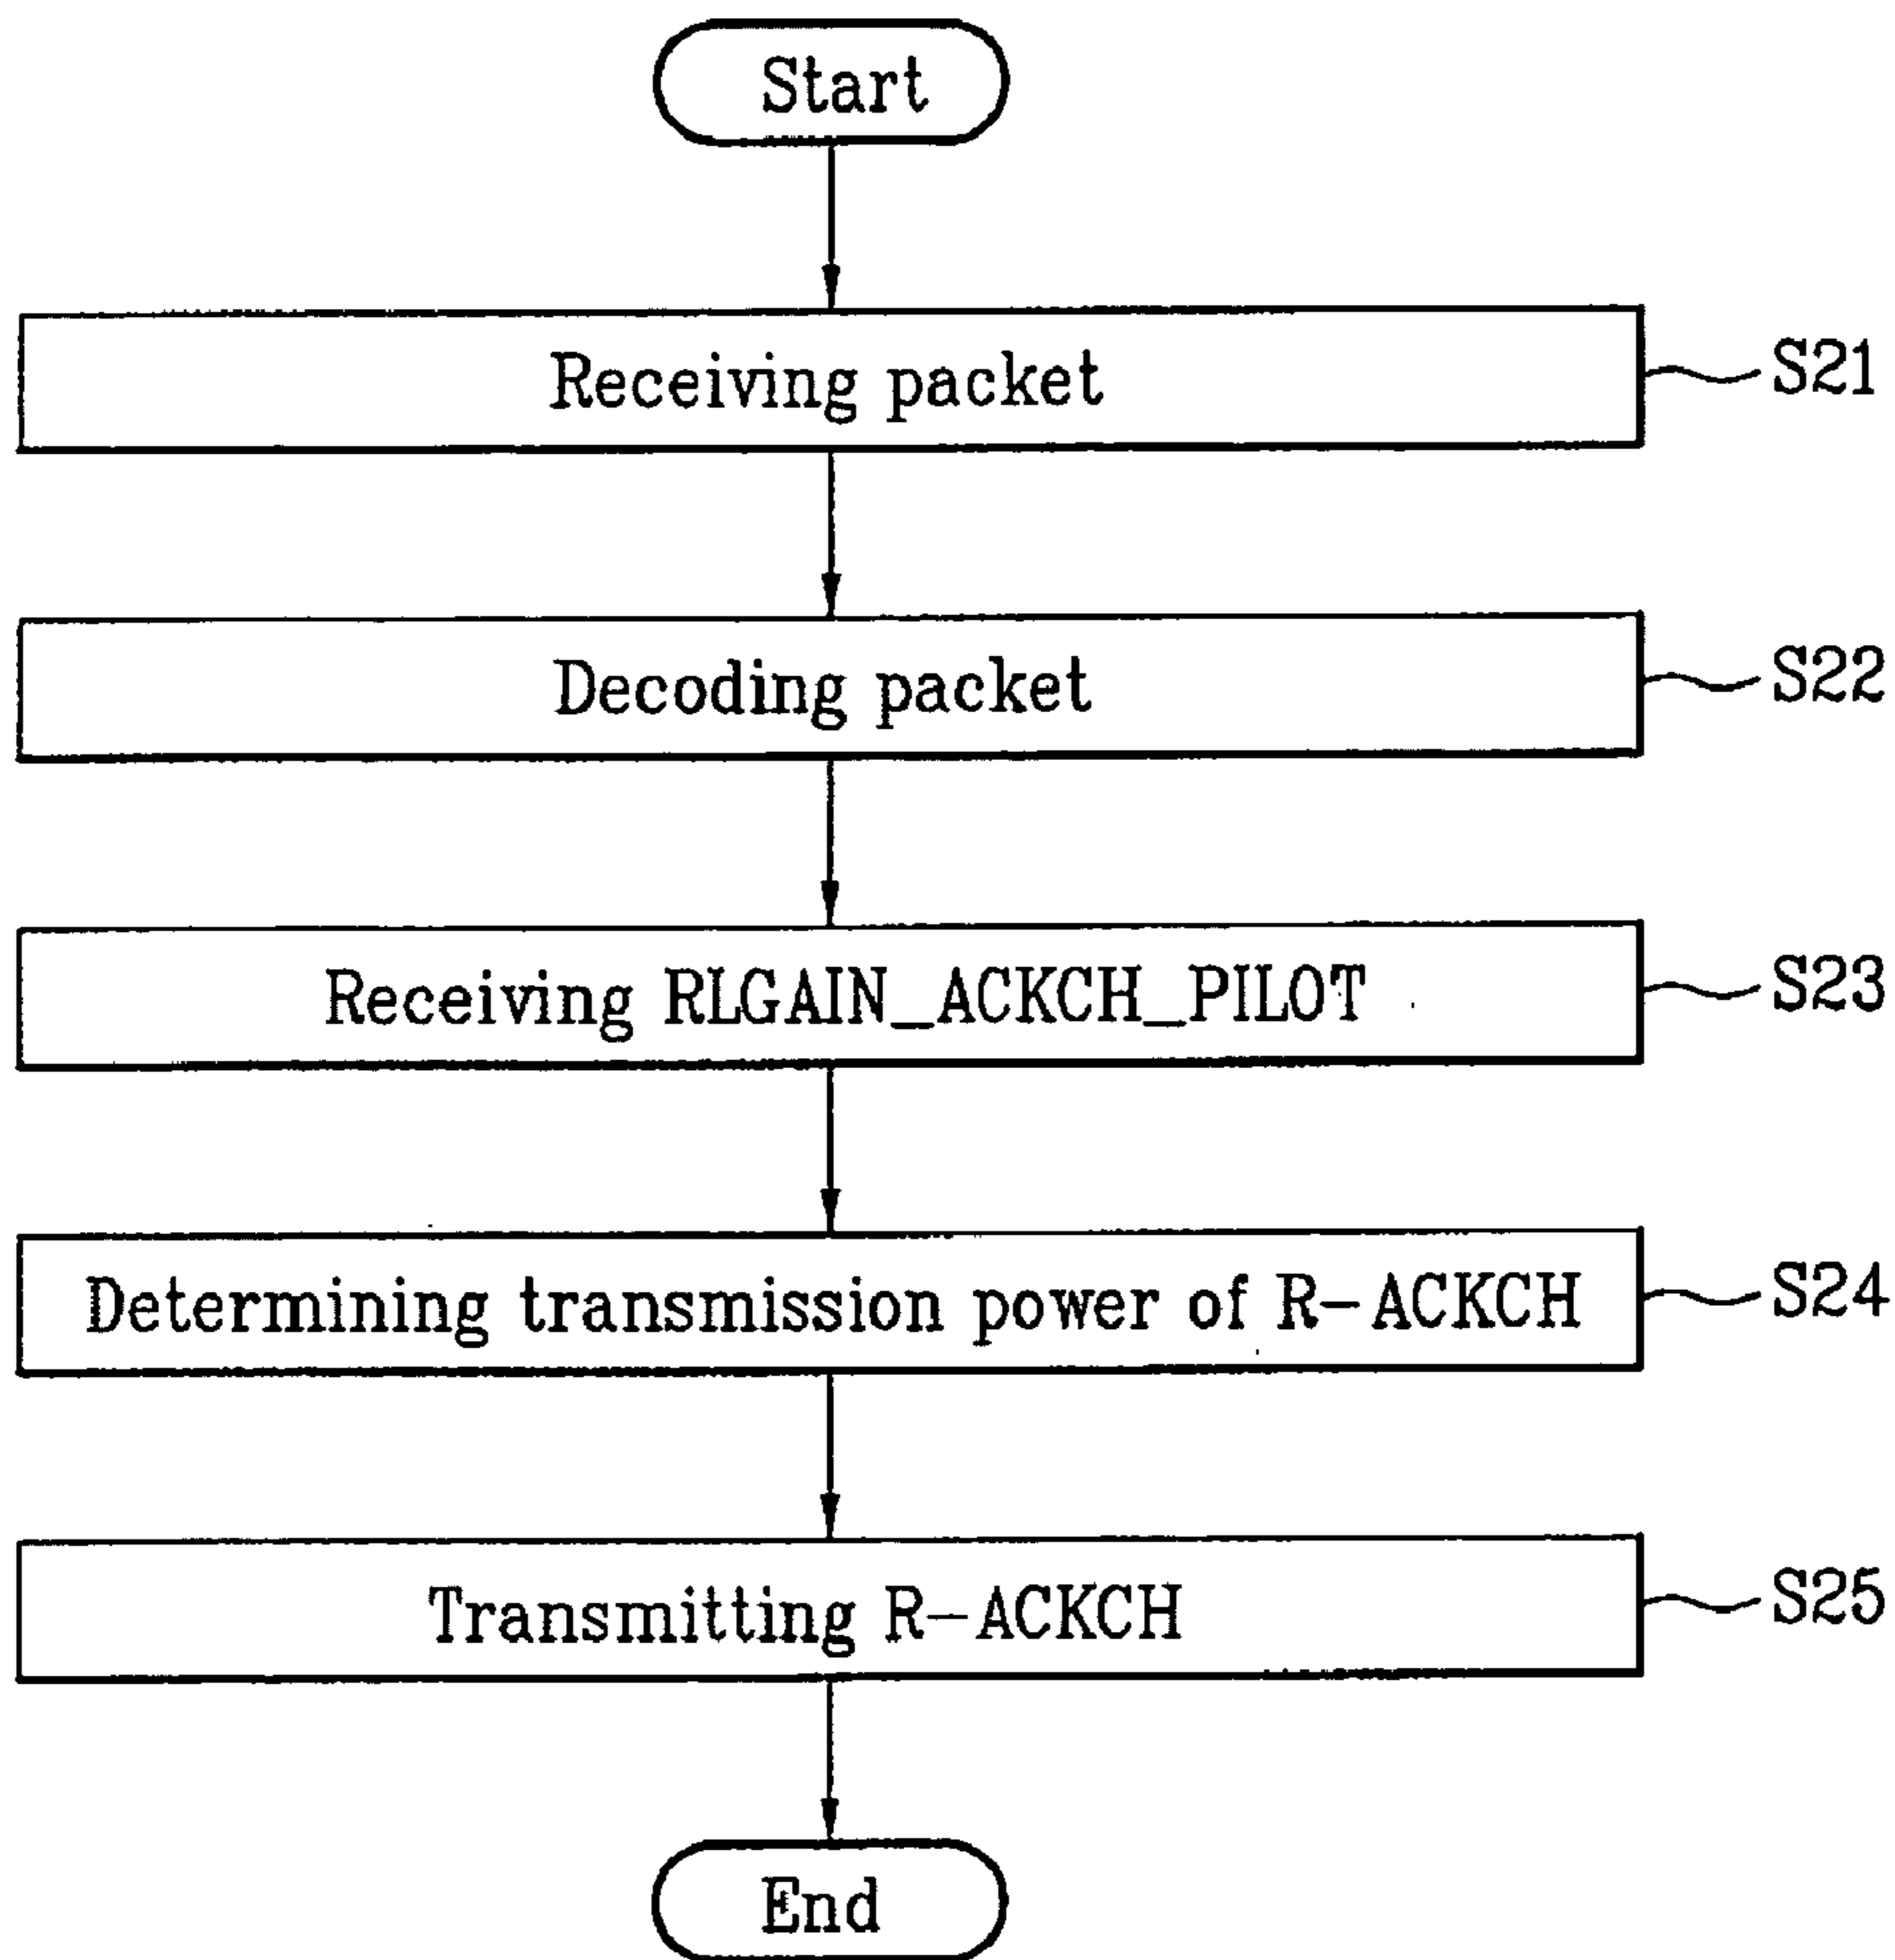 Start
Receiving packet
S21
Decoding packet
S22
Receiving RLGAIN_ACKCH_PILOT
S23
Determining transmission power of R-ACKCH
S24
Transmitting R-ACKCH
S25
End